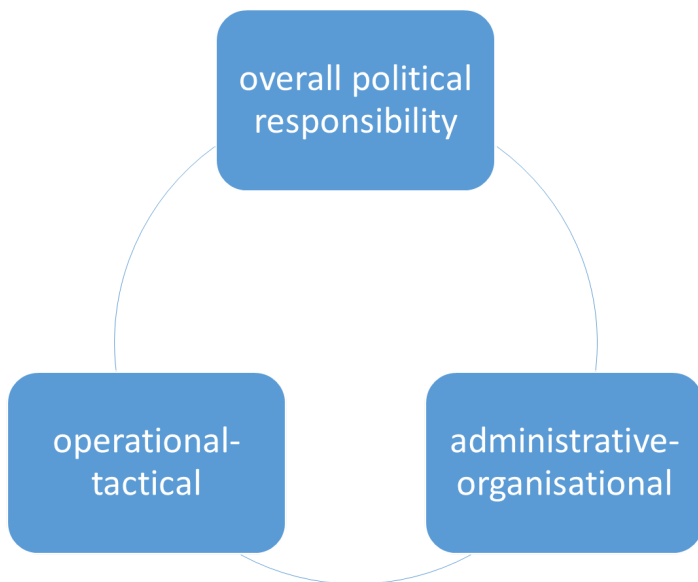 overall political
responsibility
operational-
tactical
administrative-
organisational